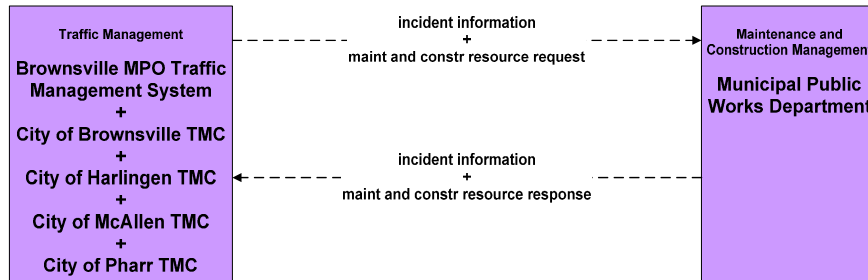 Traffic Management
Brownsville MPO Traffic
Management System
+
City of Brownsville TMC
+
City of Harlingen TMC
+
City of McAllen TMC
+
City of Pharr TMC
incident information
+
maint and constr resource request
incident information
+
maint and constr resource response
Maintenance and
Construction Management
Municipal Public
Works Department